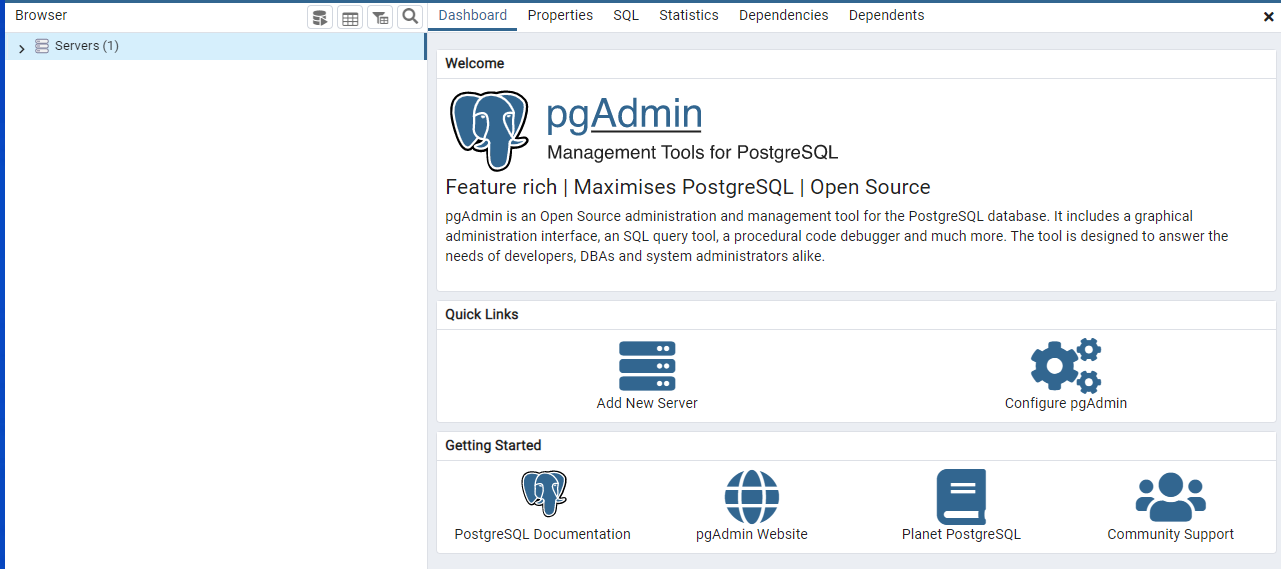 Browser
Dashboard Properties SQL Statistics Dependencies Dependents
Servers (1)
Welcome
pgAdmin
Management Tools for PostgreSQL
Feature rich | Maximises PostgreSQL | Open Source
pgAdmin is an Open Source administration and management tool for the PostgreSQL database. It includes a graphical
administration interface, an SQL query tool, a procedural code debugger and much more. The tool is designed to answer the
needs of developers, DBAs and system administrators alike.
Quick Links
Add New Server
Configure pgAdmin
Getting Started
PostgreSQL Documentation
pgAdmin Website
Planet PostgreSQL
Community Support